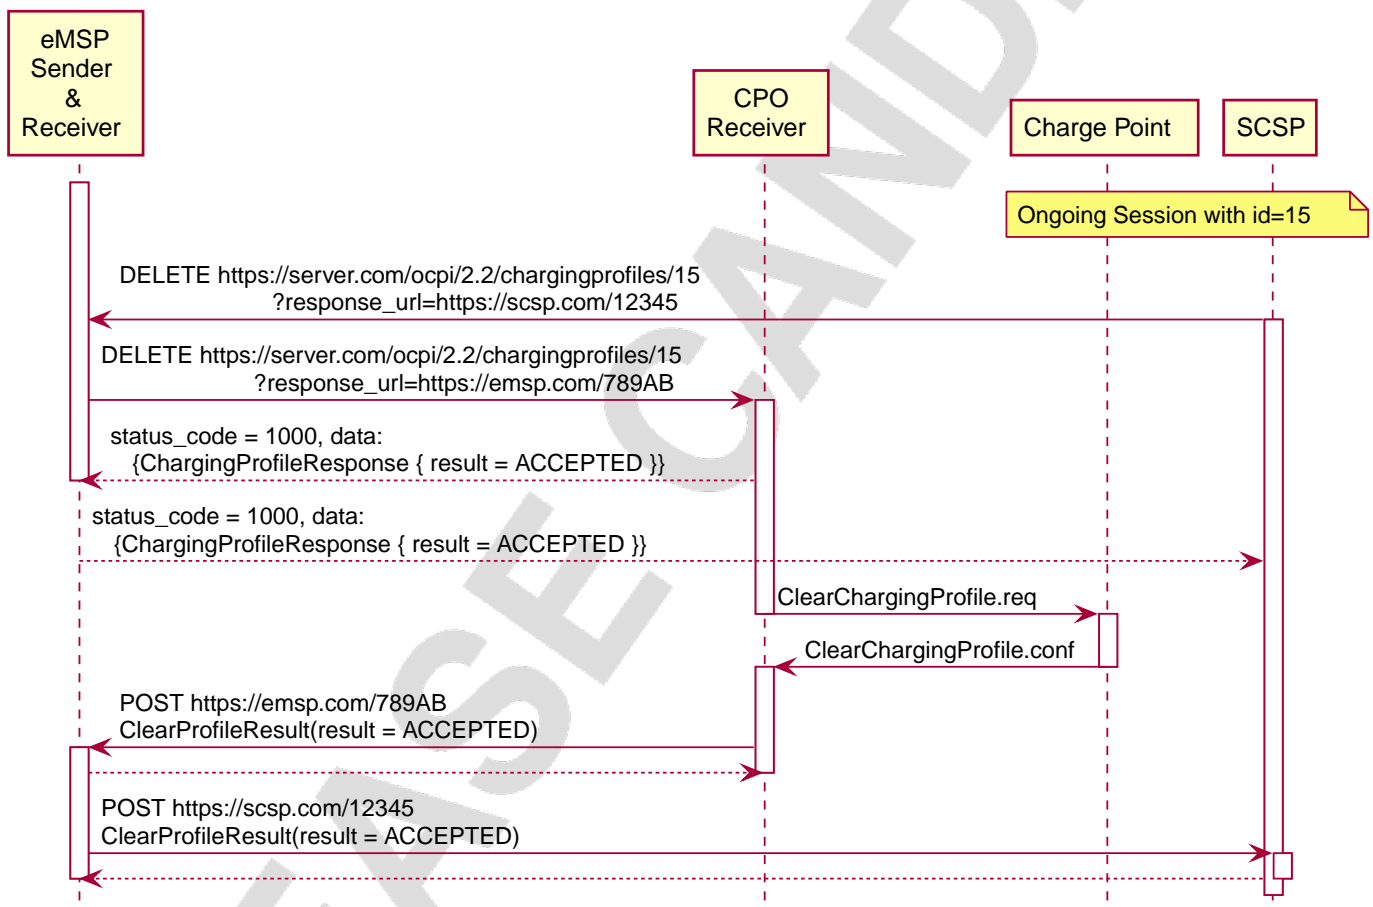 eMSP
Sender
&
Receiver
CPO
Receiver
Charge Point
SCSP
Ongoing Session with id=15
DELETE https://server.com/ocpi/2.2/chargingprofiles/15
?response_url=https://scsp.com/12345
DELETE https://server.com/ocpi/2.2/chargingprofiles/15
?response_url=https://emsp.com/789AB
status_code = 1000, data:
{ChargingProfileResponse { result = ACCEPTED }}
status_code = 1000, data:
{ChargingProfileResponse { result = ACCEPTED }}
ClearChargingProfile.req
ClearChargingProfile.conf
POST https://emsp.com/789AB
ClearProfileResult(result = ACCEPTED)
POST https://scsp.com/12345
ClearProfileResult(result = ACCEPTED)
EASE CAND